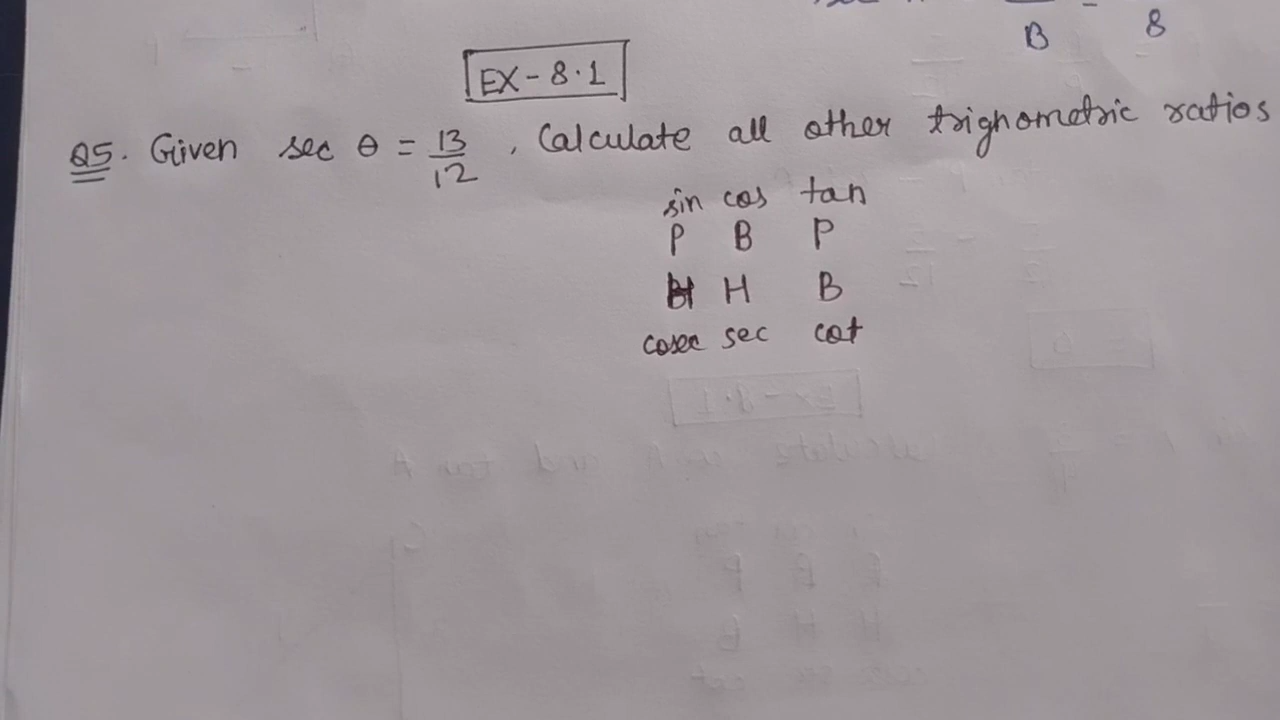 B 8
EX - 8.1
Q5. Given sec θ = 13/12, Calculate all other trignometric ratios
sin cos tan
P B P
H H B
cosec sec cot